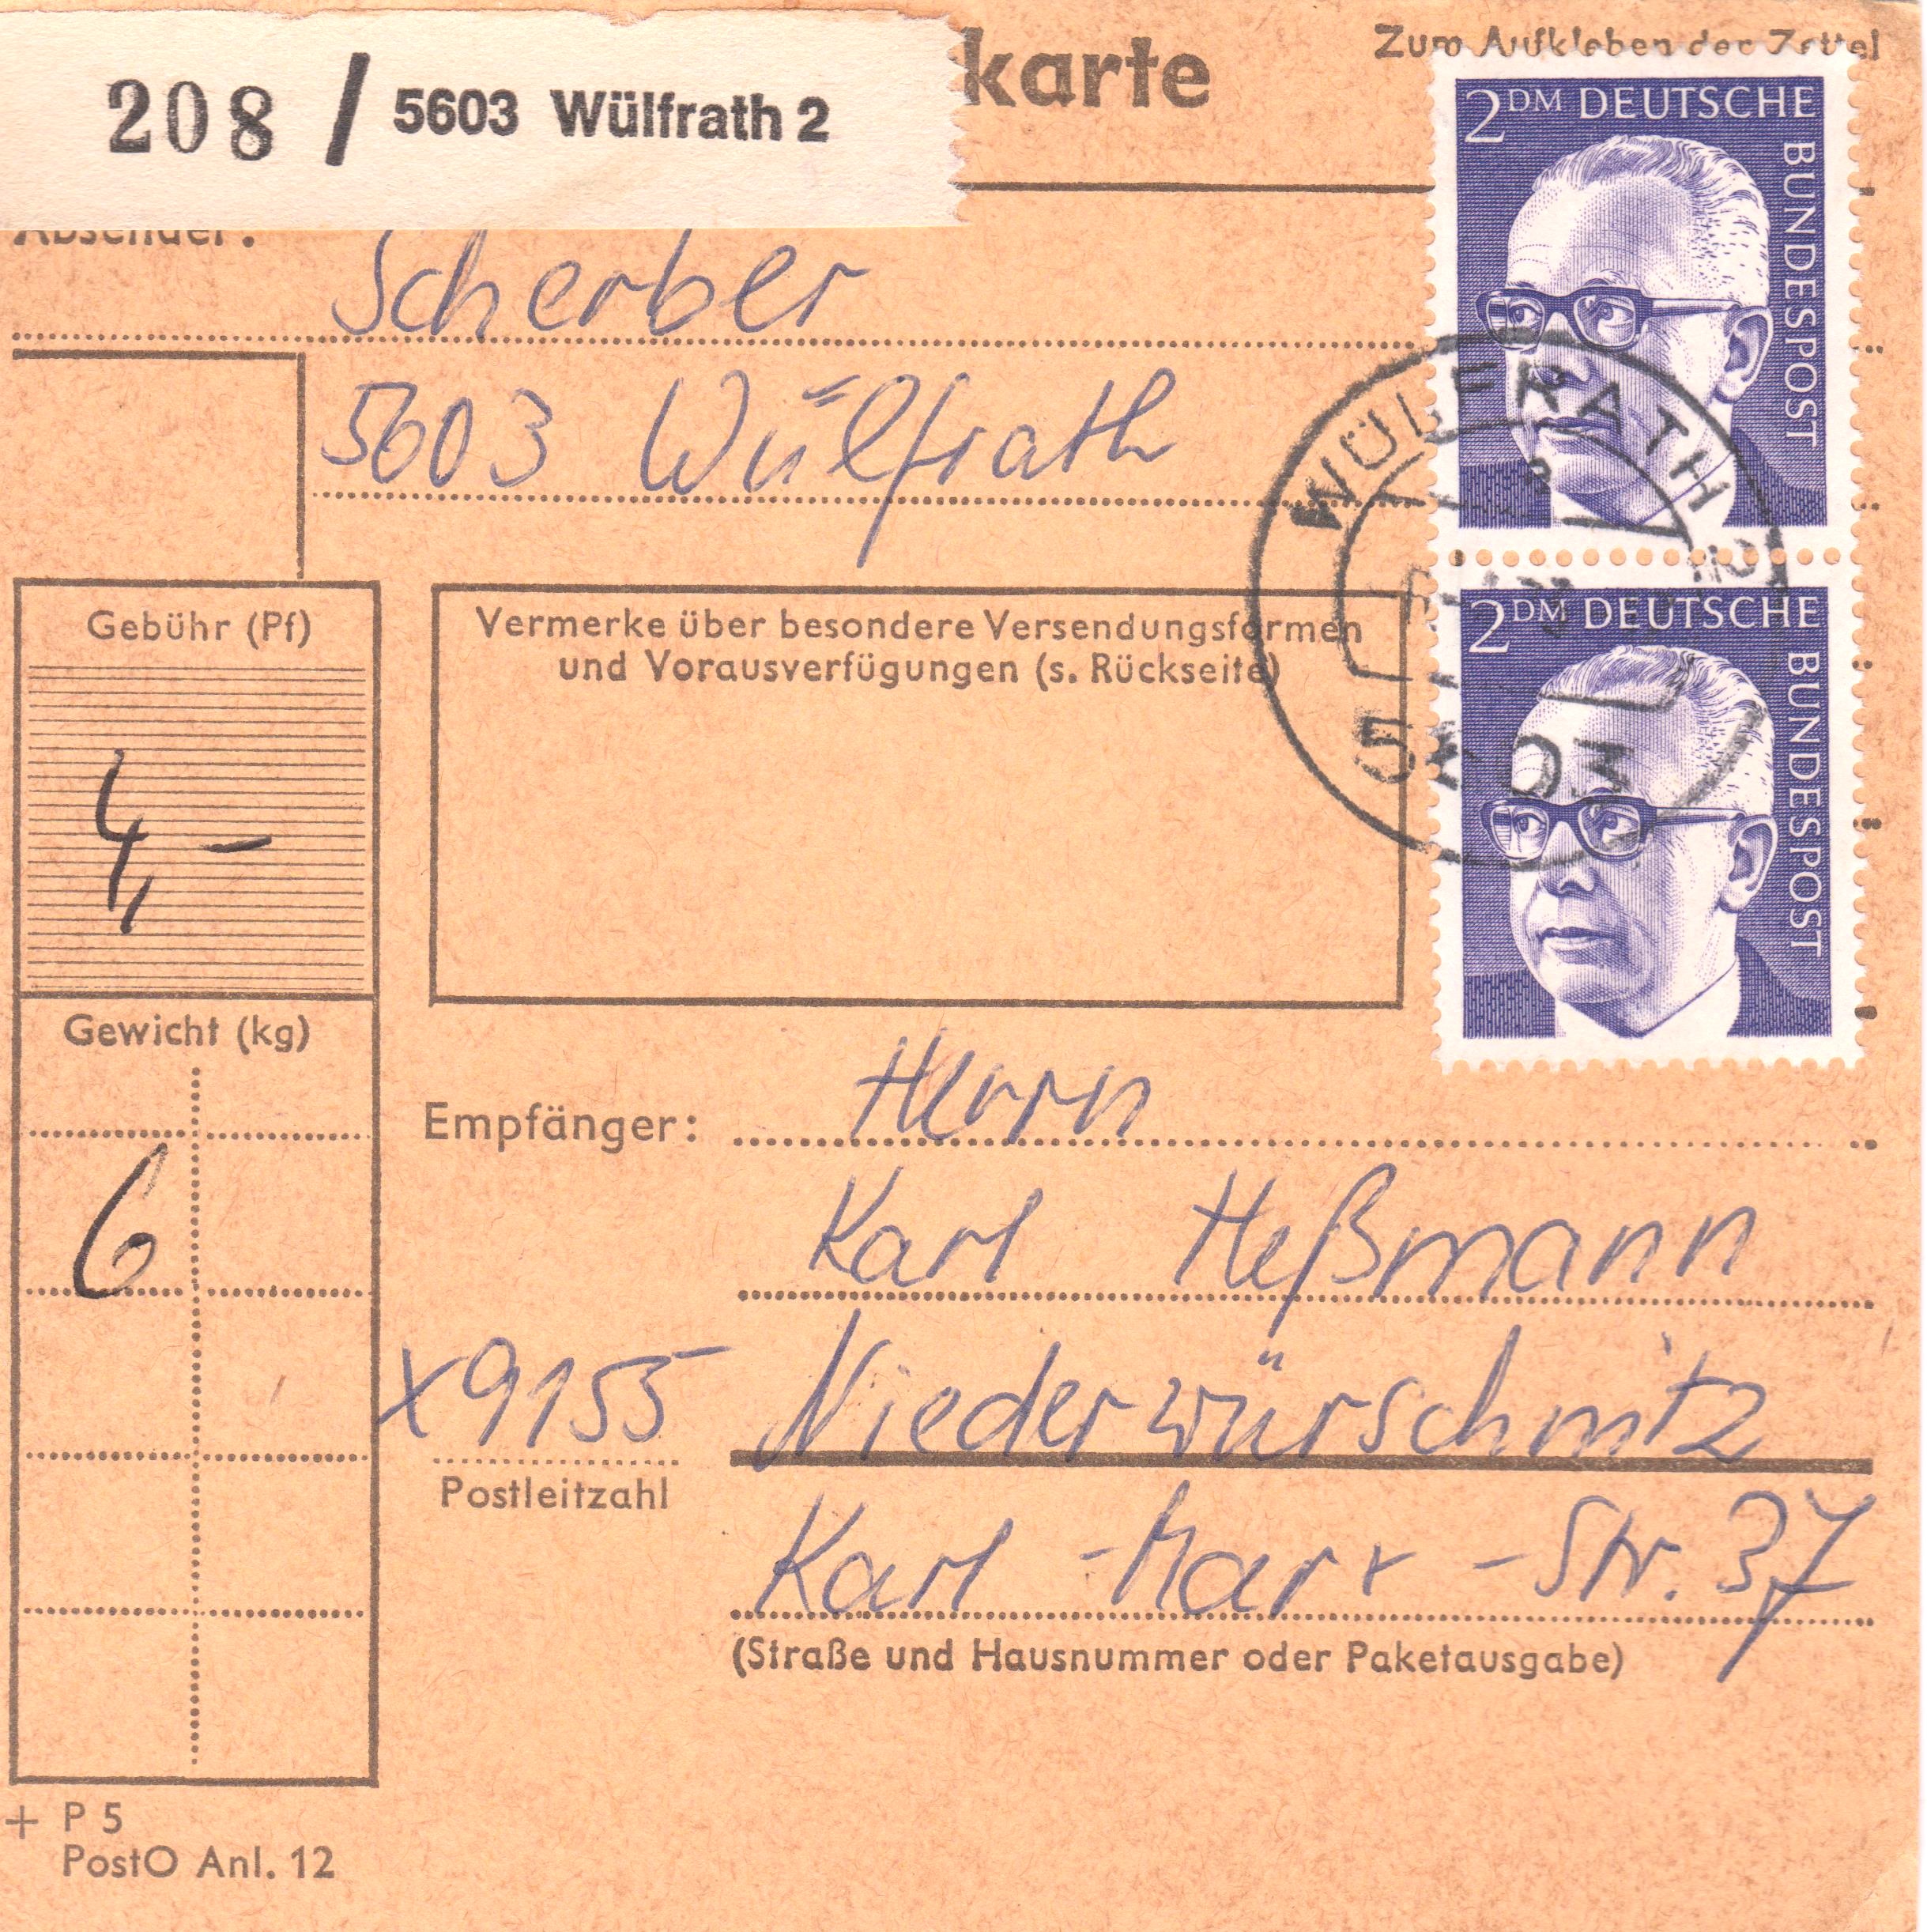 208 / 5603 Wülfrath 2
karte
Zum Aufkleben der Zettel
Absender:
Scherber
5603 Wülfrath
2 DM DEUTSCHE
BUNDESPOST
WÜLFRATH 2
5603
2 DM DEUTSCHE
BUNDESPOST
Gebühr (Pf)
4,-
Vermerke über besondere Versendungsformen
und Vorausverfügungen (s. Rückseite)
Gewicht (kg)
6
Empfänger: Herrn
Karl Heßmann
X9155 Niederwürschnitz
Postleitzahl
Karl-Marx-Str. 37
(Straße und Hausnummer oder Paketausgabe)
+ P 5
PostO Anl. 12